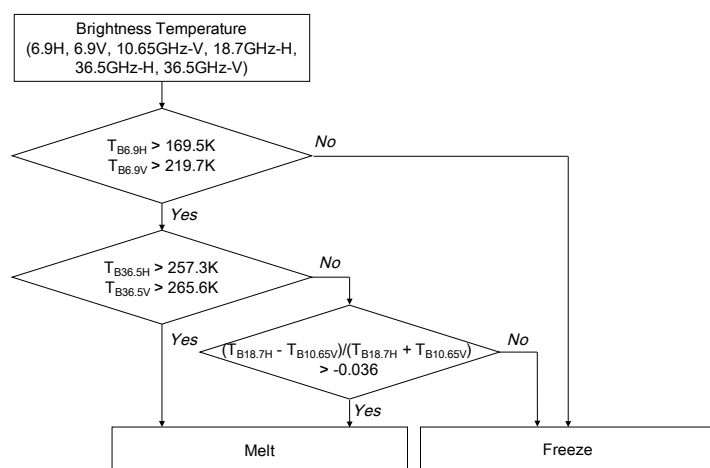 Brightness Temperature
(6.9H, 6.9V, 10.65GHz-V, 18.7GHz-H,
36.5GHz-H, 36.5GHz-V)
T_B6.9H > 169.5K
T_B6.9V > 219.7K
No
Yes
T_B36.5H > 257.3K
T_B36.5V > 265.6K
No
Yes
(T_B18.7H - T_B10.65V)/(T_B18.7H + T_B10.65V)
> -0.036
No
Yes
Melt
Freeze